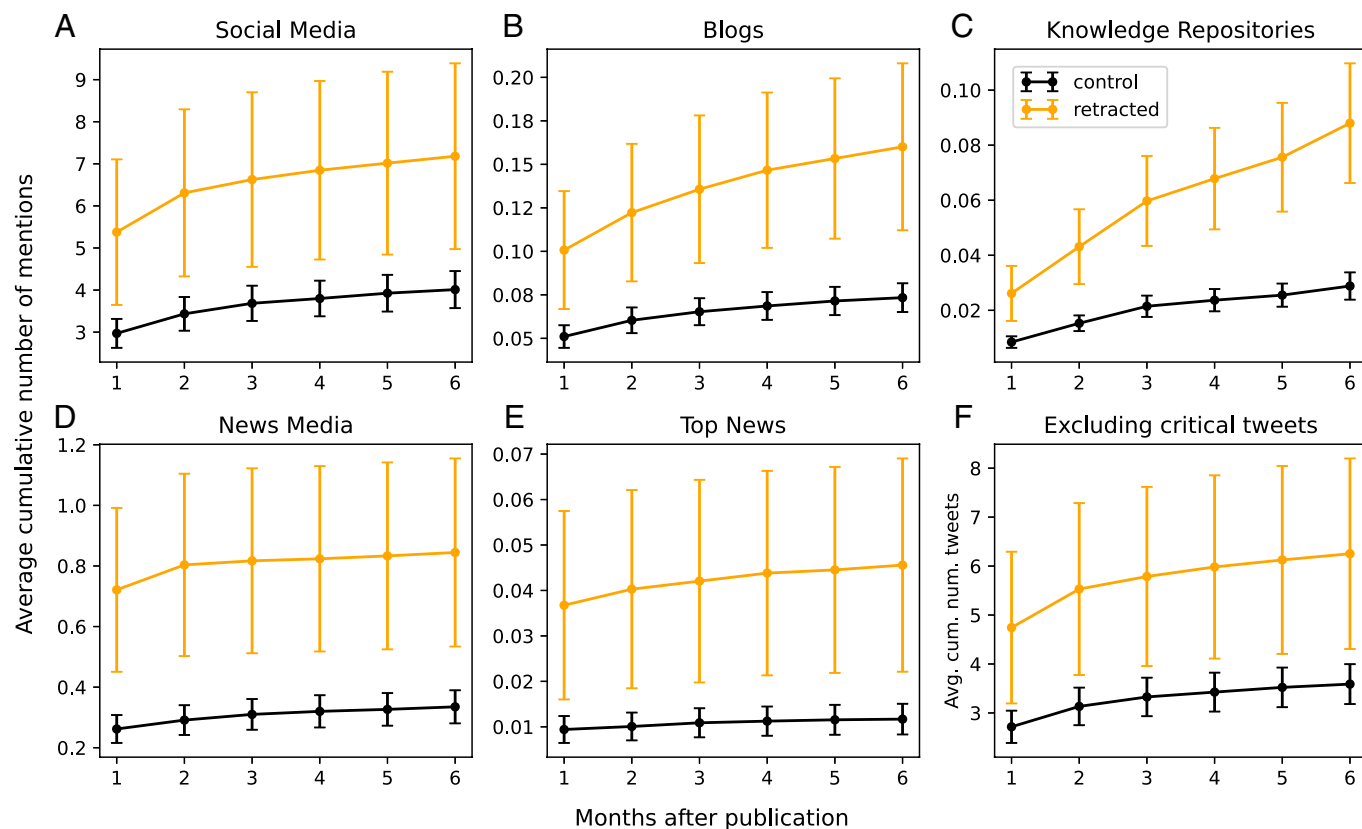 A Social Media
9
8
7
6
5
4
3
1 2 3 4 5 6
B Blogs
0.20
0.18
0.15
0.12
0.10
0.08
0.05
1 2 3 4 5 6
C Knowledge Repositories
control
retracted
0.10
0.08
0.06
0.04
0.02
1 2 3 4 5 6
Average cumulative number of mentions
D News Media
1.2
1.0
0.8
0.6
0.4
0.2
1 2 3 4 5 6
E Top News
0.07
0.06
0.05
0.04
0.03
0.02
0.01
1 2 3 4 5 6
F Excluding critical tweets
Avg. cum. num. tweets
8
7
6
5
4
3
1 2 3 4 5 6
Months after publication